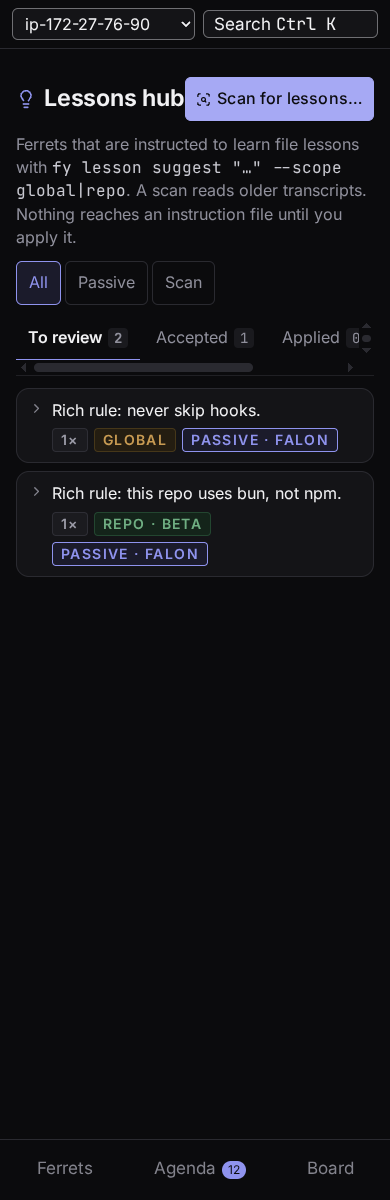 ip-172-27-76-90
Search Ctrl K
Lessons hub
Scan for lessons…
Ferrets that are instructed to learn file lessons
with fy lesson suggest "…" --scope
global|repo. A scan reads older transcripts.
Nothing reaches an instruction file until you
apply it.
All Passive Scan
To review 2 Accepted 1 Applied 0
Rich rule: never skip hooks.
1× GLOBAL PASSIVE · FALON
Rich rule: this repo uses bun, not npm.
1× REPO · BETA
PASSIVE · FALON
Ferrets Agenda 12 Board